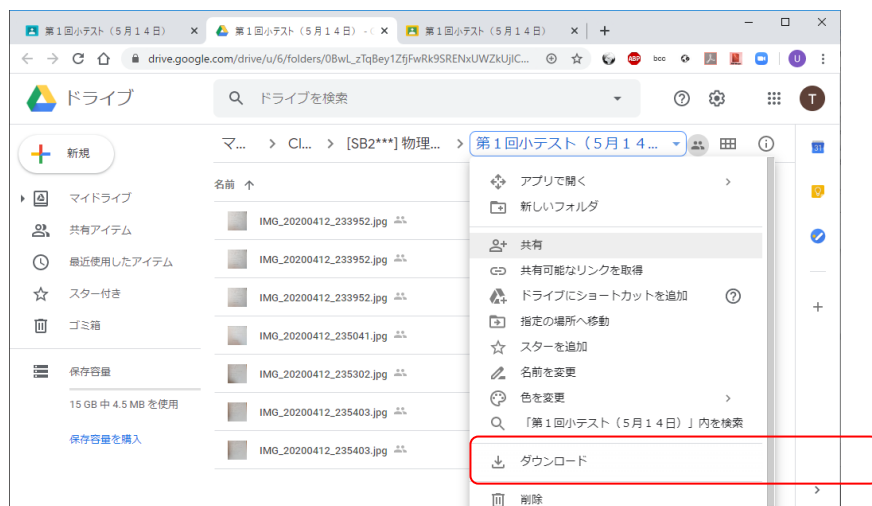 第1回小テスト（5月14日）
第1回小テスト（5月14日） - G
第1回小テスト（5月14日）
drive.google.com/drive/u/6/folders/0BwL_zTqBey1ZfjFwRk9SRENxUWZkUjlC...
ABP
bcc
U
ドライブ
ドライブを検索
T
新規
マ... > Cl... > [SB2***] 物理... > 第1回小テスト（5月14...
31
名前
マイドライブ
共有アイテム
最近使用したアイテム
スター付き
ゴミ箱
保存容量
15 GB 中 4.5 MB を使用
保存容量を購入
IMG_20200412_233952.jpg
IMG_20200412_233952.jpg
IMG_20200412_233952.jpg
IMG_20200412_235041.jpg
IMG_20200412_235302.jpg
IMG_20200412_235403.jpg
IMG_20200412_235403.jpg
アプリで開く
新しいフォルダ
共有
共有可能なリンクを取得
ドライブにショートカットを追加
指定の場所へ移動
スターを追加
名前を変更
色を変更
「第1回小テスト（5月14日）」内を検索
ダウンロード
削除